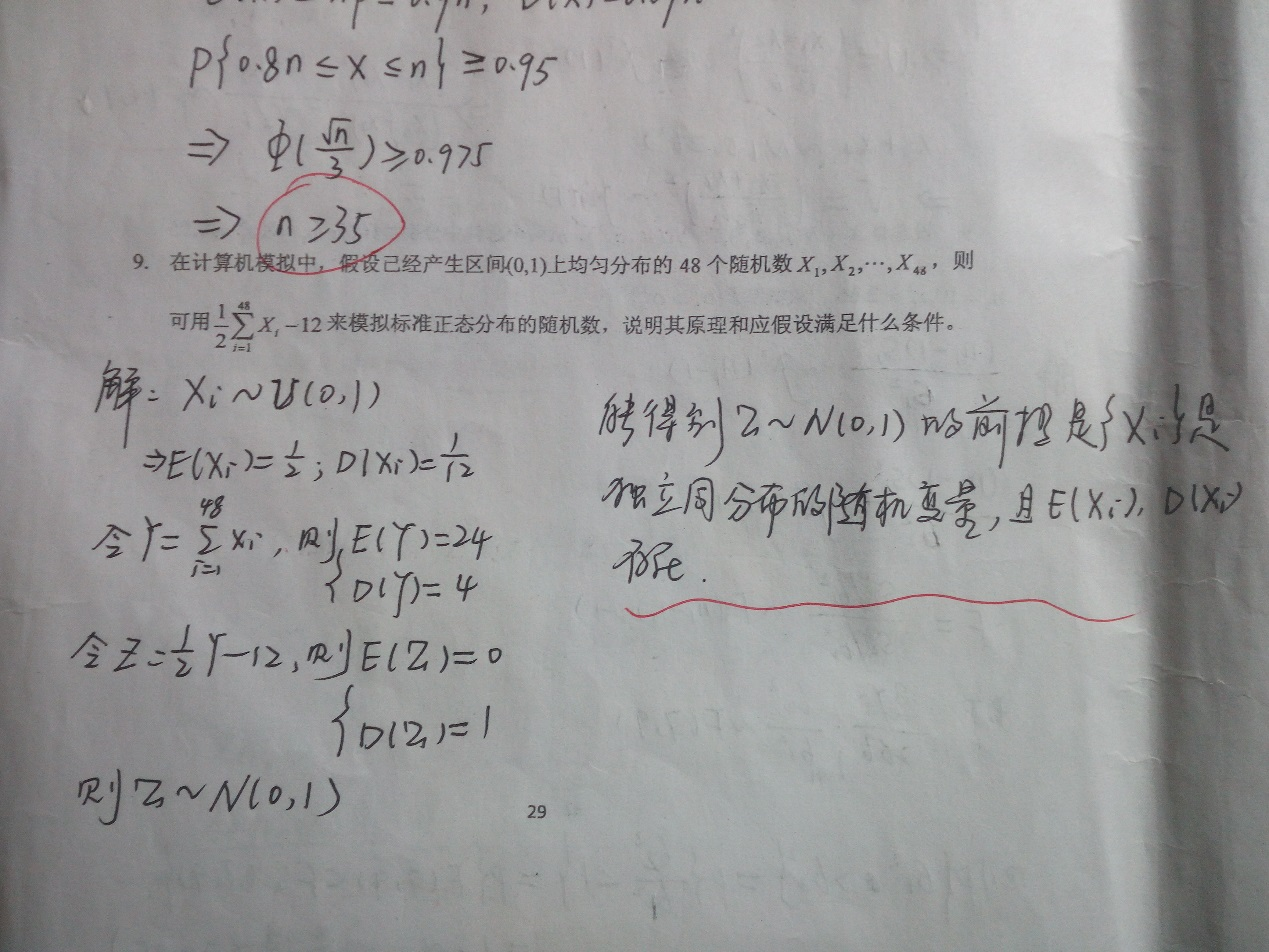 P{0.8n ≤ X ≤ n} ≥ 0.95
⇒ Φ(√n/3) ≥ 0.975
⇒ n ≥ 35
9. 在计算机模拟中，假设已经产生区间(0,1)上均匀分布的 48 个随机数 X₁, X₂, ⋯, X₄₈，则
可用 1/2 ∑_{i=1}^{48} Xᵢ − 12 来模拟标准正态分布的随机数，说明其原理和应假设满足什么条件。
解: Xi ~ U(0,1)
⇒ E(Xi) = 1/2 ; D(Xi) = 1/12
令 Y = ∑_{i=1}^{48} Xi , 则 { E(Y) = 24
D(Y) = 4
令 Z = 1/2 Y − 12, 则 { E(Z) = 0
D(Z) = 1
则 Z ~ N(0,1)
能得到 Z ~ N(0,1) 的前提是{Xi}是
独立同分布的随机变量, 且 E(Xi), D(Xi)
存在.
29